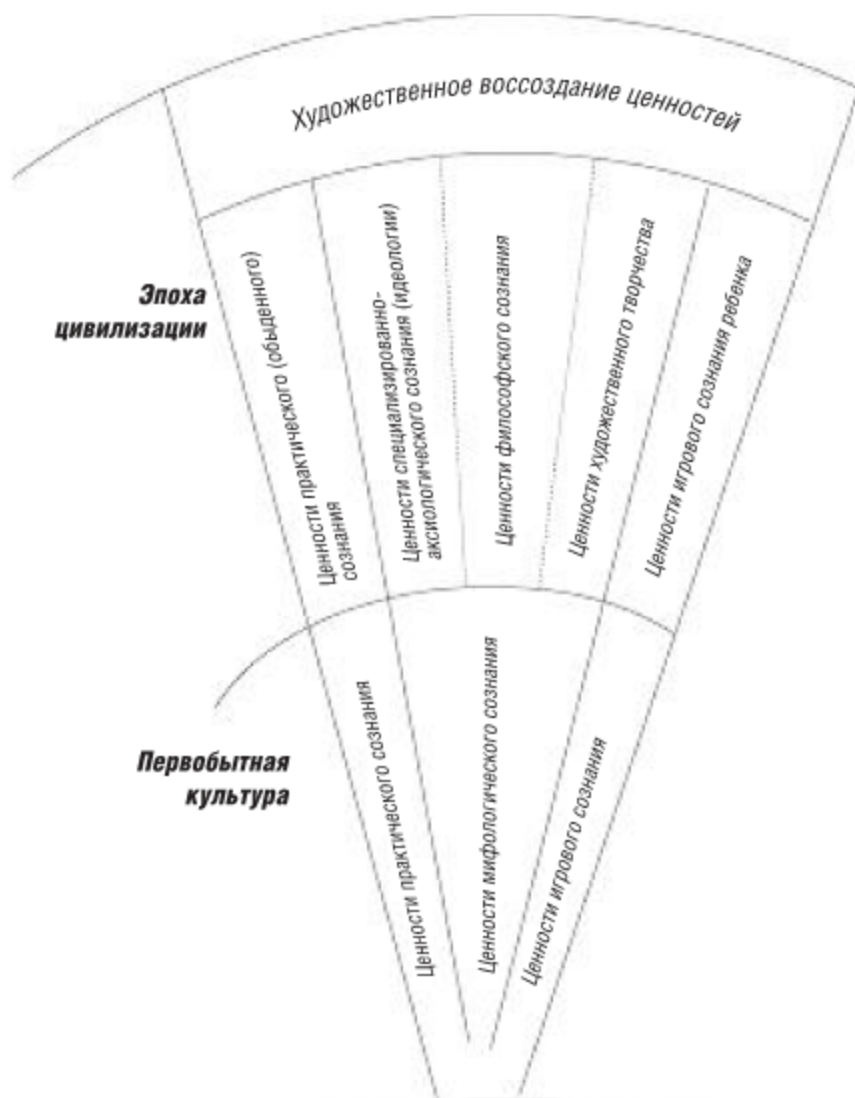 Художественное воссоздание ценностей
Эпоха
цивилизации
Ценности практического (обыденного)
сознания
Ценности специализированно-
аксиологического сознания (идеологии)
Ценности философского сознания
Ценности художественного творчества
Ценности игрового сознания ребенка
Первобытная
культура
Ценности практического сознания
Ценности мифологического сознания
Ценности игрового сознания